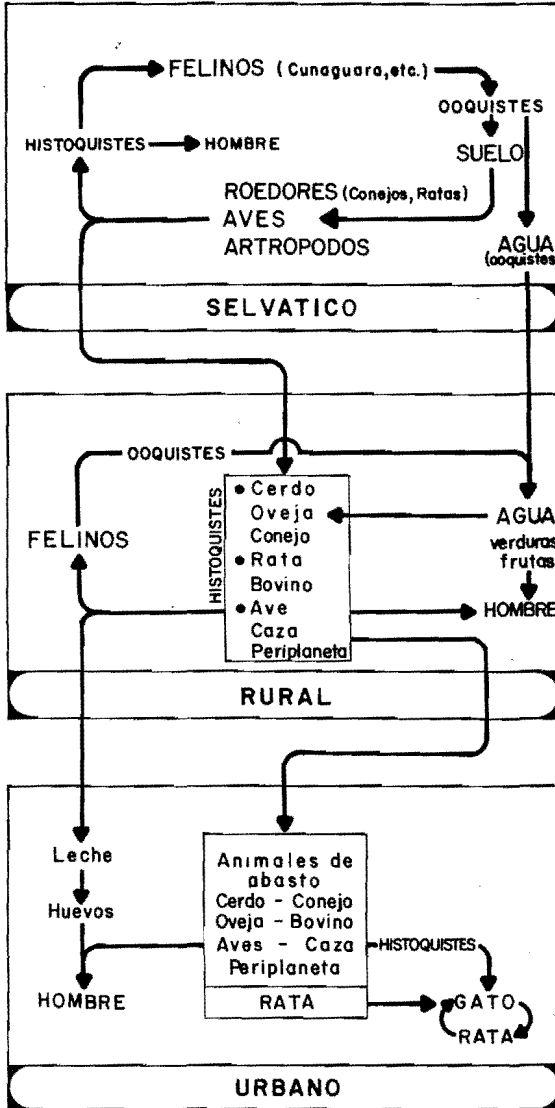 FELINOS (Cunaguara, etc.)
OOQUISTES
HISTOQUISTES
HOMBRE
SUELO
ROEDORES (Conejos, Ratas)
AVES
ARTROPODOS
AGUA
(ooquistes)
SELVATICO
OOQUISTES
HISTOQUISTES
• Cerdo
Oveja
Conejo
• Rata
Bovino
• Ave
Caza
Periplaneta
FELINOS
AGUA
verduras
frutas
HOMBRE
RURAL
Leche
Huevos
HOMBRE
Animales de
abasto
Cerdo - Conejo
Oveja - Bovino
Aves - Caza
Periplaneta
RATA
HISTOQUISTES
GATO
RATA
URBANO